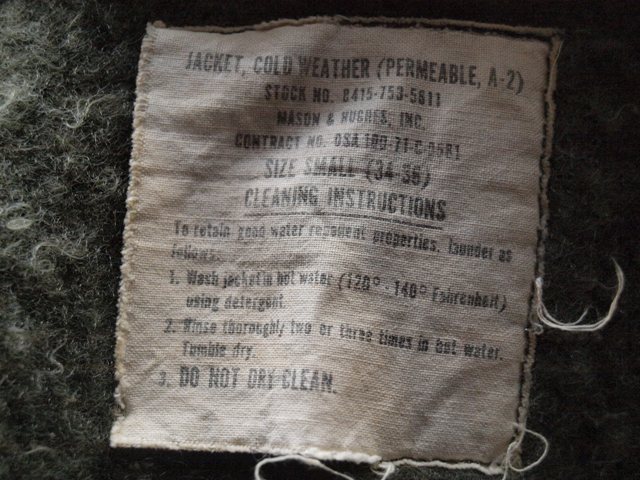 JACKET, COLD WEATHER (PERMEABLE, A-2)
STOCK NO. 8415-753-5611
MASON & HUGHES, INC.
CONTRACT NO. DSA 100-71-C-0581
SIZE SMALL (34-36)
CLEANING INSTRUCTIONS
To retain good water repellent properties, launder as
follows:
1. Wash jacket in hot water (120° - 140° Fahrenheit)
using detergent.
2. Rinse thoroughly two or three times in hot water.
Tumble dry.
3. DO NOT DRY CLEAN.